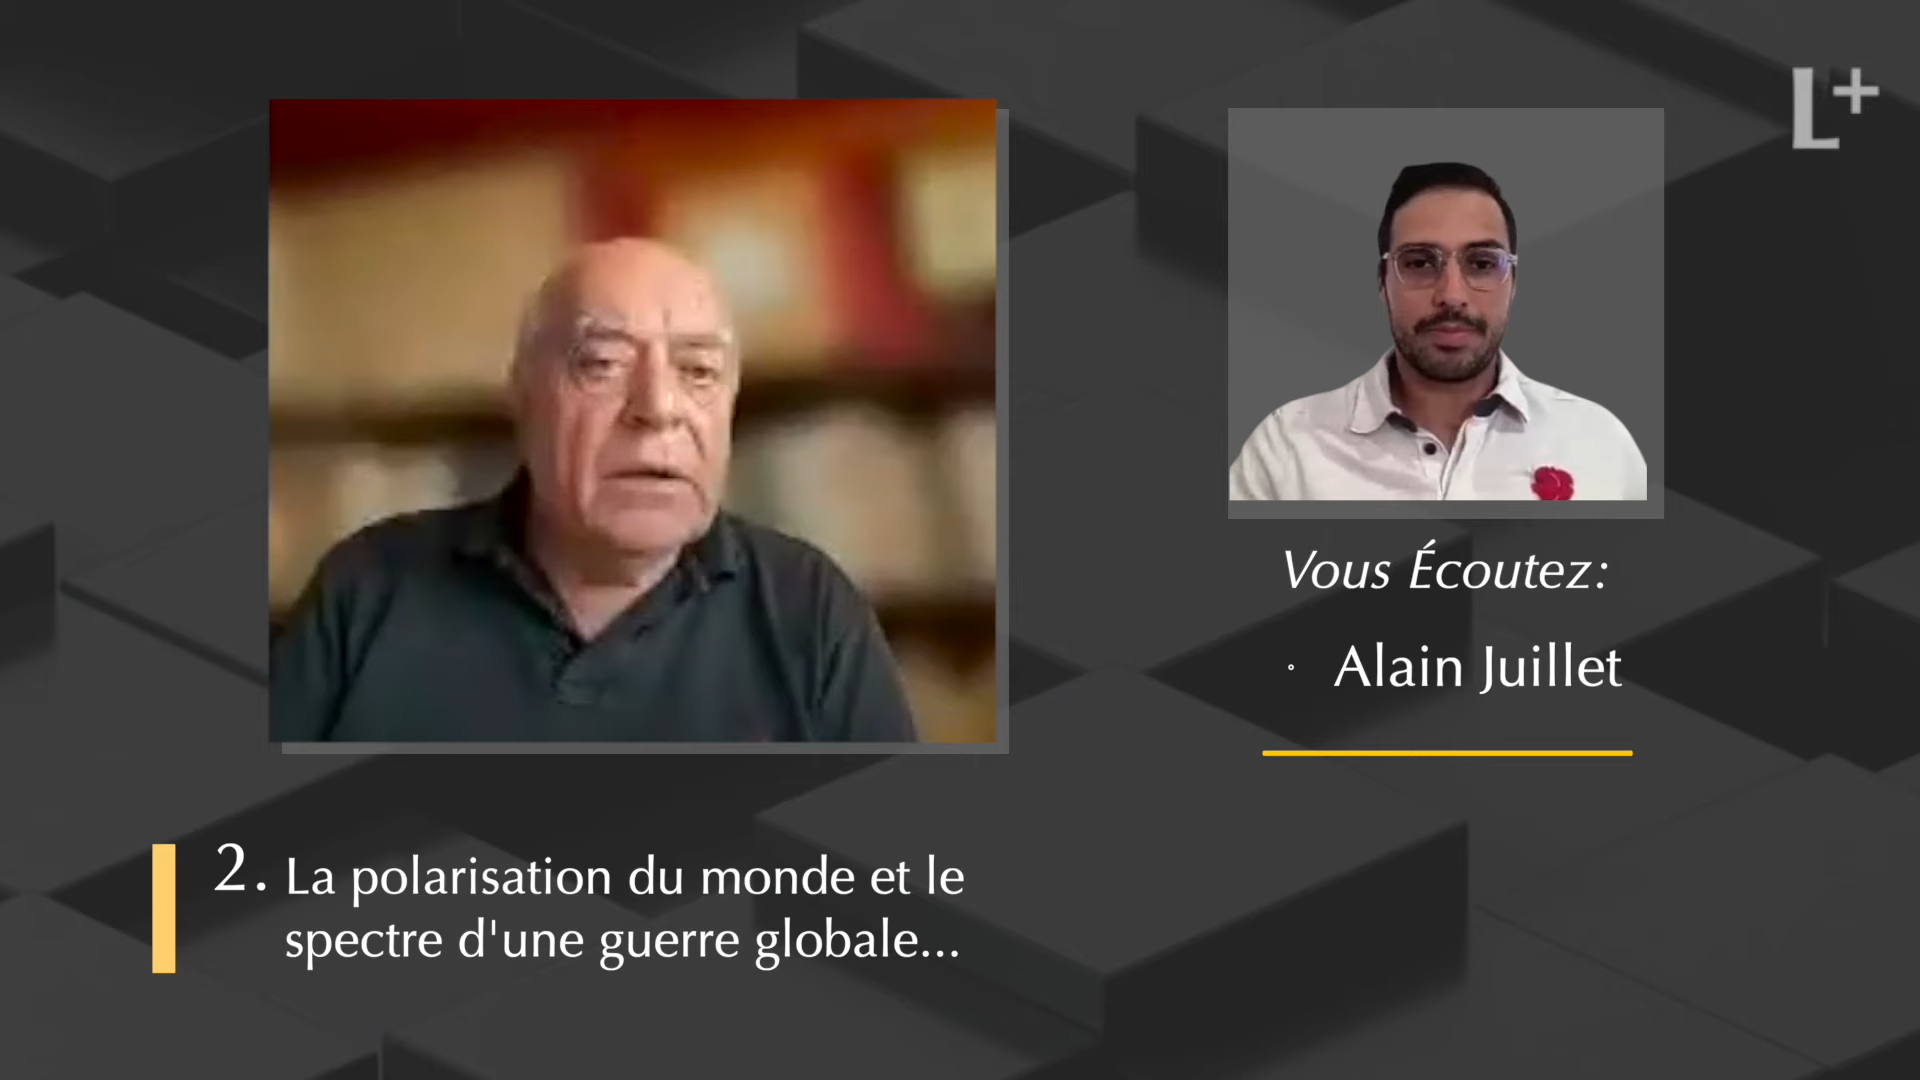 L+
Vous Écoutez:
◦ Alain Juillet
2. La polarisation du monde et le
spectre d'une guerre globale...